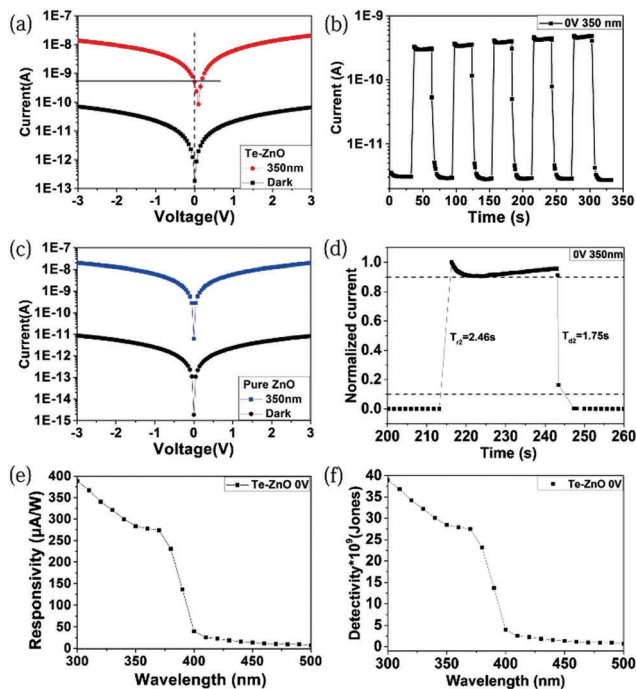 (a)
1E-7
1E-8
1E-9
1E-10
1E-11
1E-12
1E-13
Current(A)
Te-ZnO
350nm
Dark
-3 -2 -1 0 1 2 3
Voltage(V)
(b)
1E-9
1E-10
1E-11
Current (A)
0V 350 nm
0 50 100 150 200 250 300 350
Time (s)
(c)
1E-7
1E-8
1E-9
1E-10
1E-11
1E-12
1E-13
1E-14
1E-15
Current(A)
Pure ZnO
350nm
Dark
-3 -2 -1 0 1 2 3
Voltage(V)
(d)
0V 350nm
1.0
0.8
0.6
0.4
0.2
0.0
Normalized current
Tr2=2.46s
Td2=1.75s
200 210 220 230 240 250 260
Time (s)
(e)
400
350
300
250
200
150
100
50
0
Responsivity (μA/W)
Te-ZnO 0V
300 350 400 450 500
Wavelength (nm)
(f)
40
35
30
25
20
15
10
5
0
Detectivity*10^9(Jones)
Te-ZnO 0V
300 350 400 450 500
Wavelength (nm)